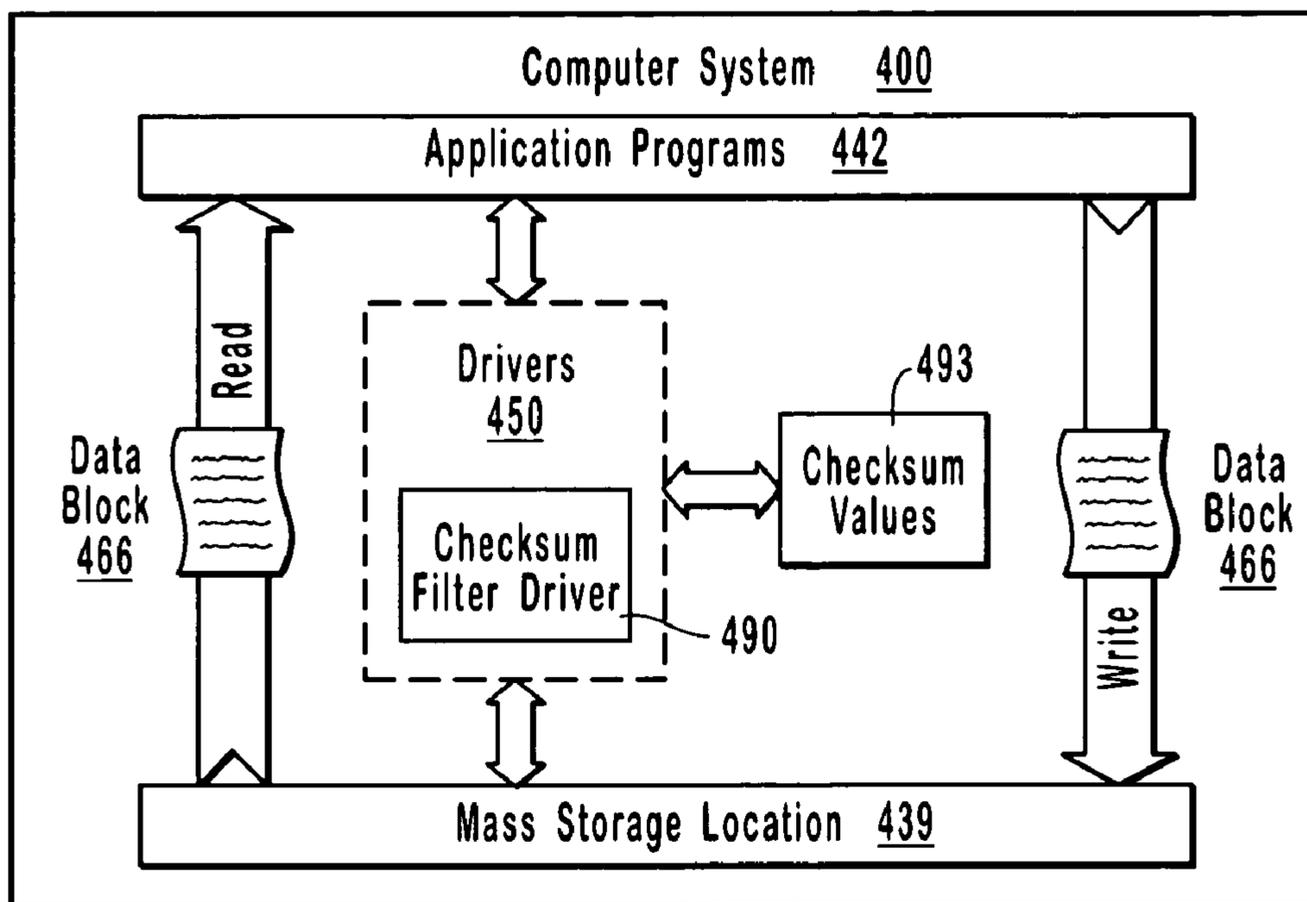 Computer System 400
Application Programs 442
Read
Data
Block
466
Drivers
450
Checksum
Filter Driver
490
493
Checksum
Values
Data
Block
466
Write
Mass Storage Location 439